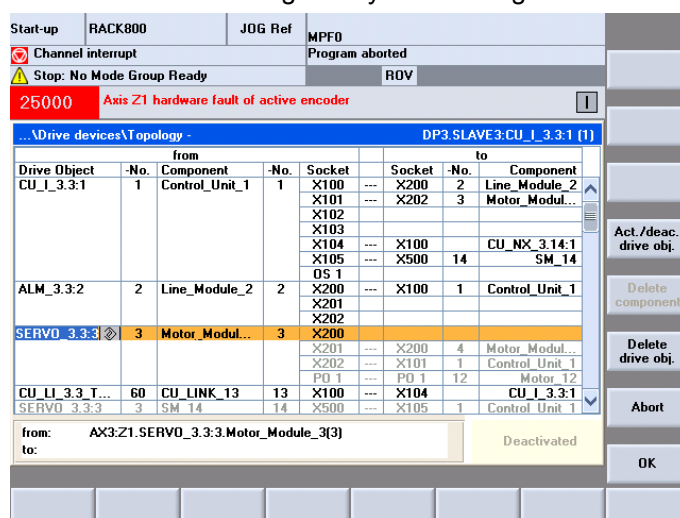 Start-up RACK800 JOG Ref MPF0
Channel interrupt Program aborted
Stop: No Mode Group Ready ROV
25000 Axis Z1 hardware fault of active encoder I
...\Drive devices\Topology - DP3.SLAVE3:CU_I_3.3:1 (1)
from to
Drive Object -No. Component -No. Socket Socket -No. Component
CU_I_3.3:1 1 Control_Unit_1 1 X100 --- X200 2 Line_Module_2
X101 --- X202 3 Motor_Modul...
X102
X103
X104 --- X100 CU_NX_3.14:1
X105 --- X500 14 SM_14
OS 1
ALM_3.3:2 2 Line_Module_2 2 X200 --- X100 1 Control_Unit_1
X201
X202
SERVO_3.3:3 3 Motor_Modul... 3 X200
X201 --- X200 4 Motor_Modul...
X202 --- X101 1 Control_Unit_1
P0 1 --- P0 1 12 Motor_12
CU_LI_3.3_T... 60 CU_LINK_13 13 X100 --- X104 CU_I_3.3:1
SERVO_3.3:3 3 SM_14 14 X500 --- X105 1 Control_Unit_1
from: AX3:Z1.SERVO_3.3:3.Motor_Module_3(3)
to:
Deactivated
Act./deac.
drive obj.
Delete
component
Delete
drive obj.
Abort
OK